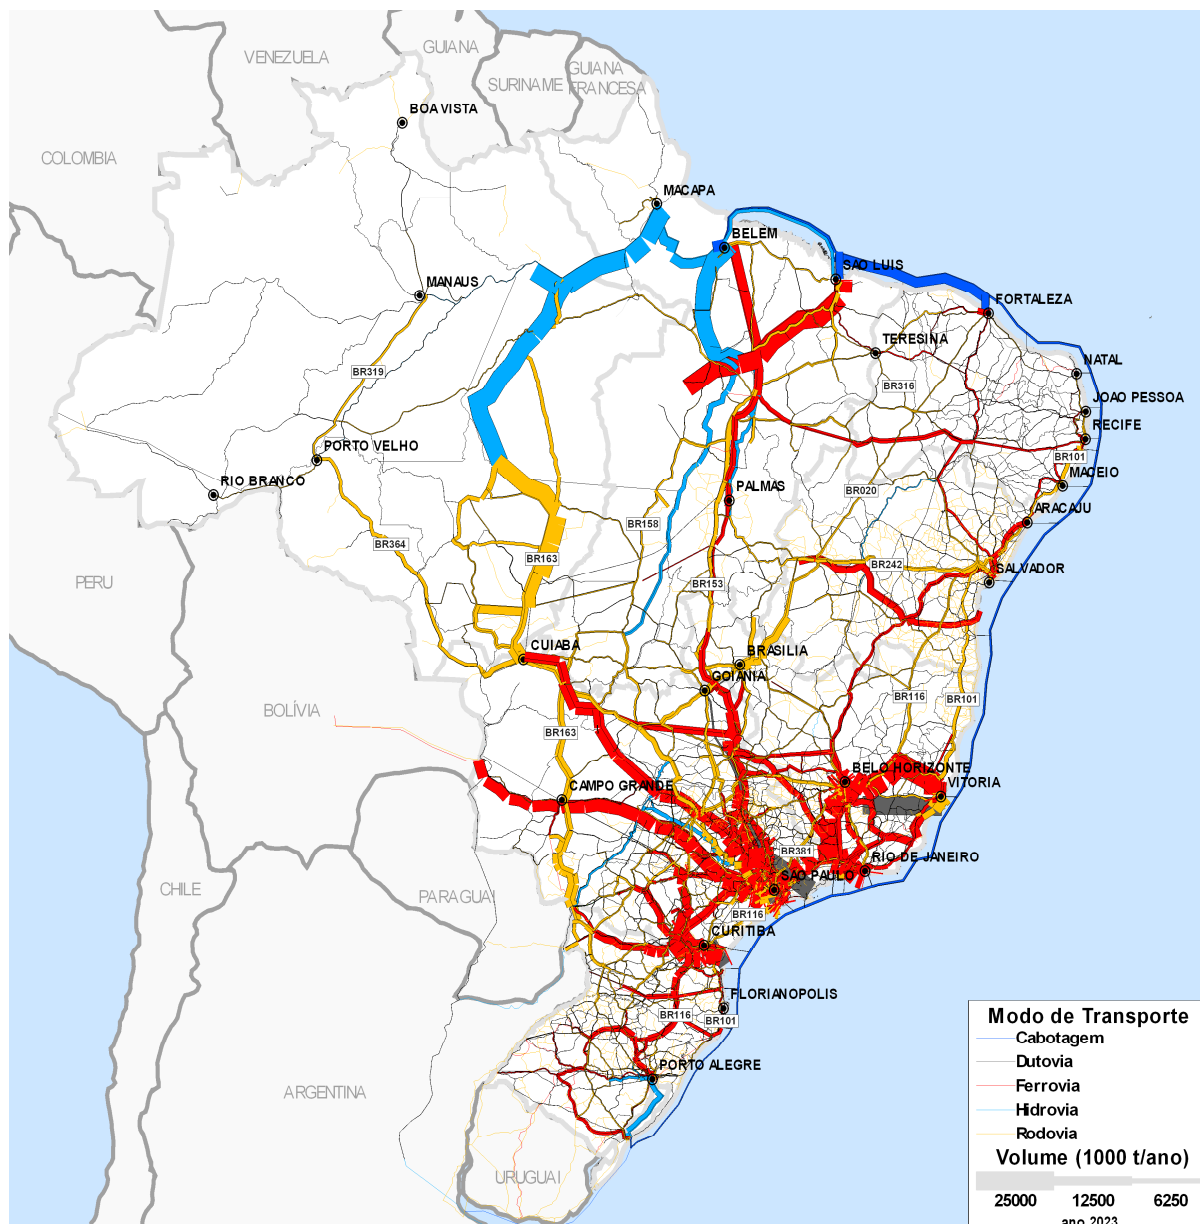 VENEZUELA
GUIANA
SURINAME
GUIANA
FRANCESA
COLOMBIA
BOA VISTA
MACAPA
BELEM
SAO LUIS
MANAUS
FORTALEZA
TERESINA
NATAL
BR319
BR316
JOAO PESSOA
RECIFE
PORTO VELHO
BR101
RIO BRANCO
PALMAS
BR020
MACEIO
BR158
ARACAJU
BR364
BR163
BR242
PERU
BR153
SALVADOR
CUIABA
BRASILIA
GOIANIA
BOLÍVIA
BR116
BR101
BR163
BELO HORIZONTE
CAMPO GRANDE
VITORIA
BR381
RIO DE JANEIRO
CHILE
PARAGUAI
SAO PAULO
BR116
CURITIBA
FLORIANOPOLIS
BR116
BR101
PORTO ALEGRE
ARGENTINA
URUGUAI
Modo de Transporte
Cabotagem
Dutovia
Ferrovia
Hidrovia
Rodovia
Volume (1000 t/ano)
25000 12500 6250
ano 2023